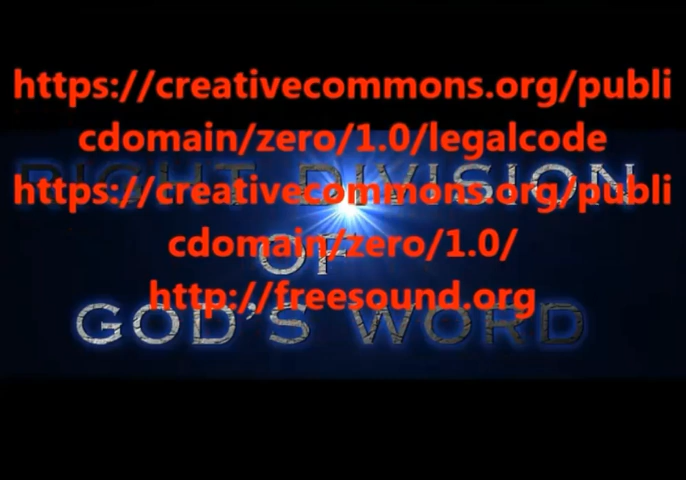 https://creativecommons.org/publi
cdomain/zero/1.0/legalcode
RIGHT DIVISION
https://creativecommons.org/publi
cdomain/zero/1.0/
OF
http://freesound.org
GOD'S WORD